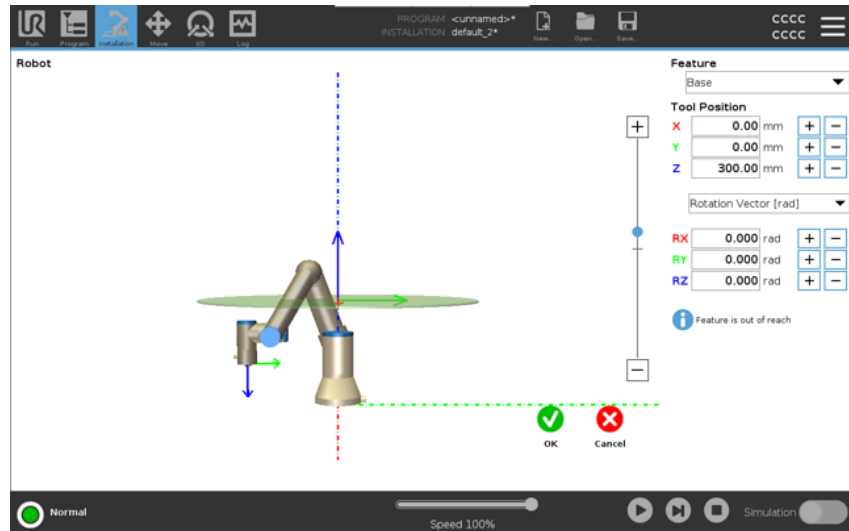 PROGRAM <unnamed>*
INSTALLATION default_2*
New...
Open...
Save...
cccc
cccc
Run
Program
Installation
Move
I/O
Log
Robot
Feature
Base
Tool Position
X 0.00 mm + −
Y 0.00 mm + −
Z 300.00 mm + −
Rotation Vector [rad]
RX 0.000 rad + −
RY 0.000 rad + −
RZ 0.000 rad + −
i Feature is out of reach
+
−
OK
Cancel
Normal
Speed 100%
Simulation